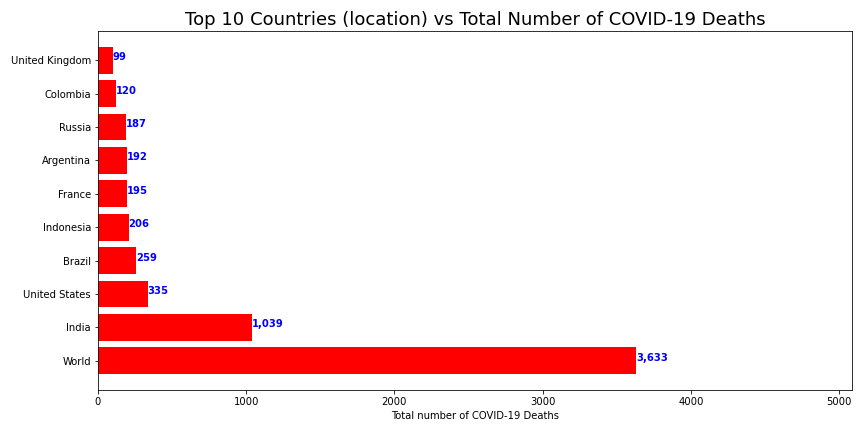 Top 10 Countries (location) vs Total Number of COVID-19 Deaths
United Kingdom 99
Colombia 120
Russia 187
Argentina 192
France 195
Indonesia 206
Brazil 259
United States 335
India 1,039
World 3,633
0 1000 2000 3000 4000 5000
Total number of COVID-19 Deaths